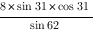 8 × sin 31 × cos 31
sin 62